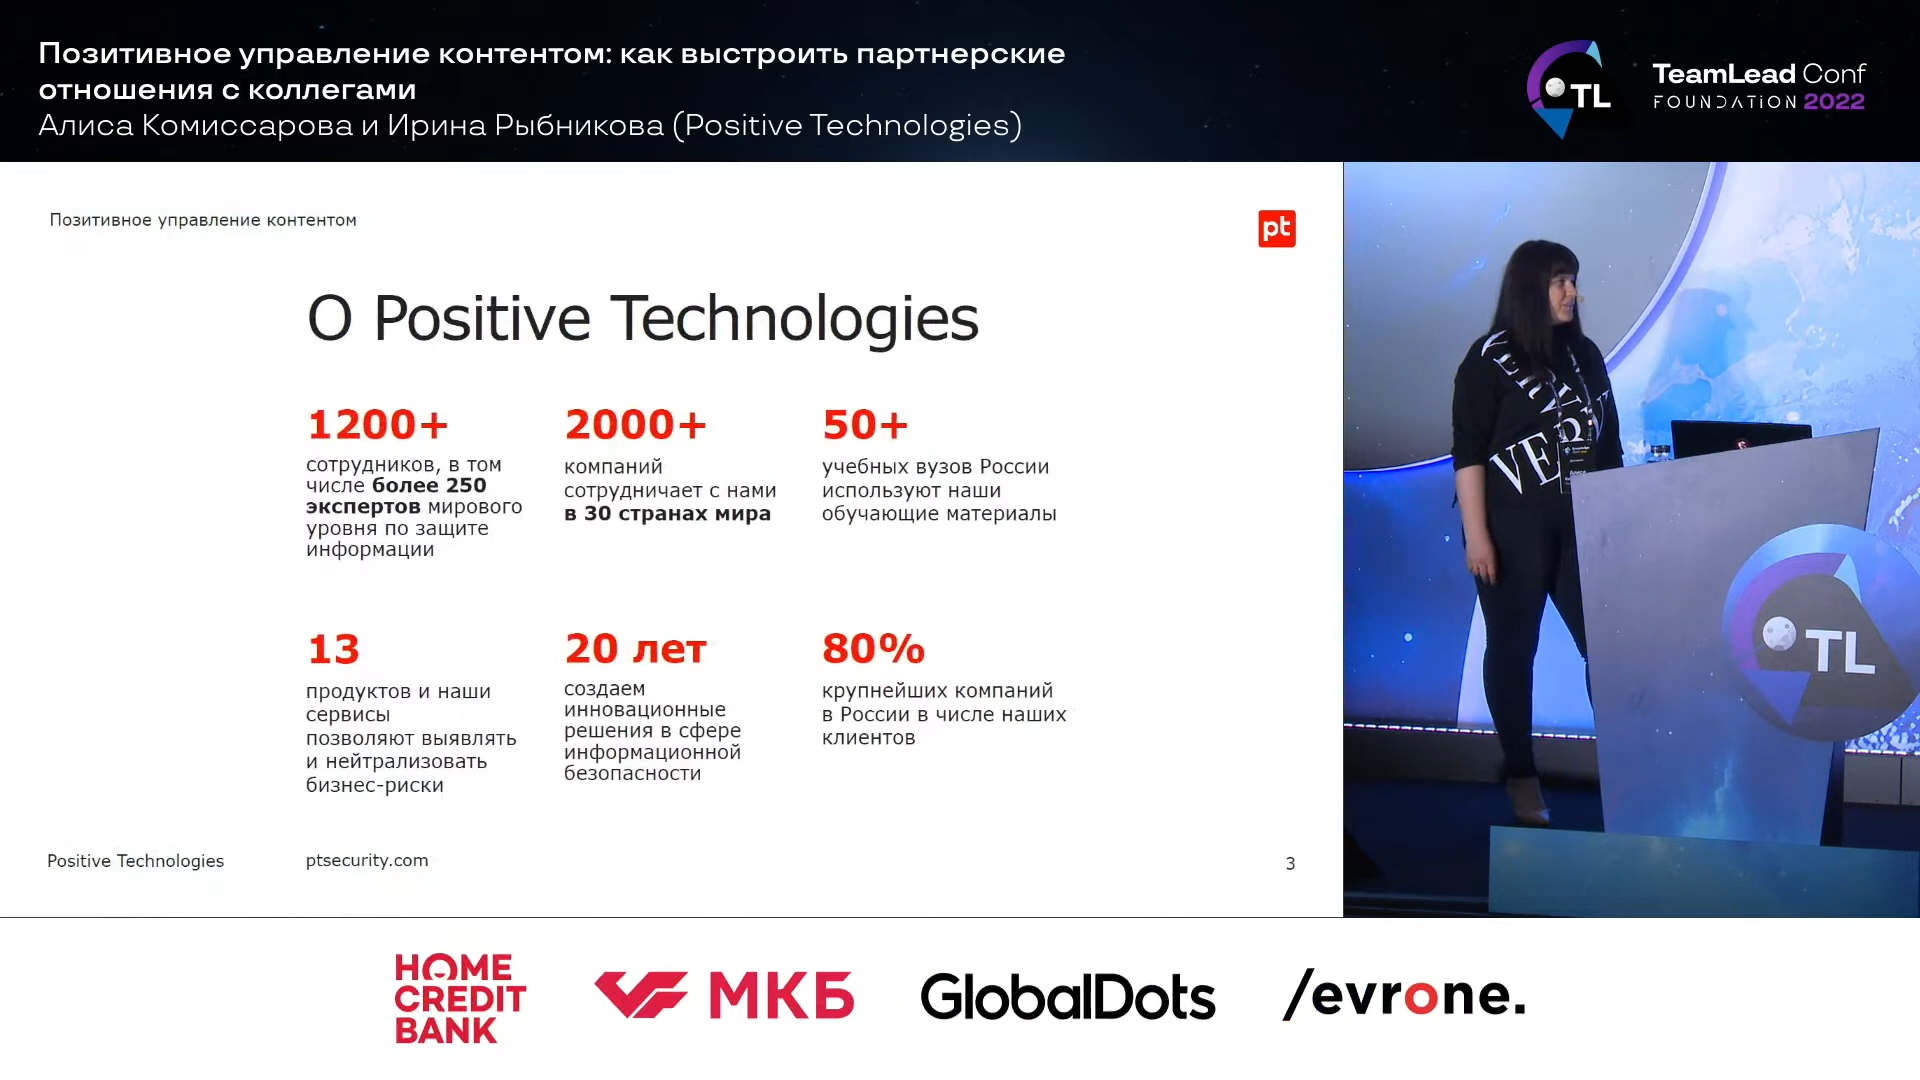 Позитивное управление контентом: как выстроить партнерские
отношения с коллегами
Алиса Комиссарова и Ирина Рыбникова (Positive Technologies)
TL
TeamLead Conf
FOUNDATION 2022
Позитивное управление контентом
pt
О Positive Technologies
1200+
сотрудников, в том
числе более 250
экспертов мирового
уровня по защите
информации
2000+
компаний
сотрудничает с нами
в 30 странах мира
50+
учебных вузов России
используют наши
обучающие материалы
13
продуктов и наши
сервисы
позволяют выявлять
и нейтрализовать
бизнес-риски
20 лет
создаем
инновационные
решения в сфере
информационной
безопасности
80%
крупнейших компаний
в России в числе наших
клиентов
Positive Technologies
ptsecurity.com
3
TL
HOME
CREDIT
BANK
МКБ
GlobalDots
/evrone.